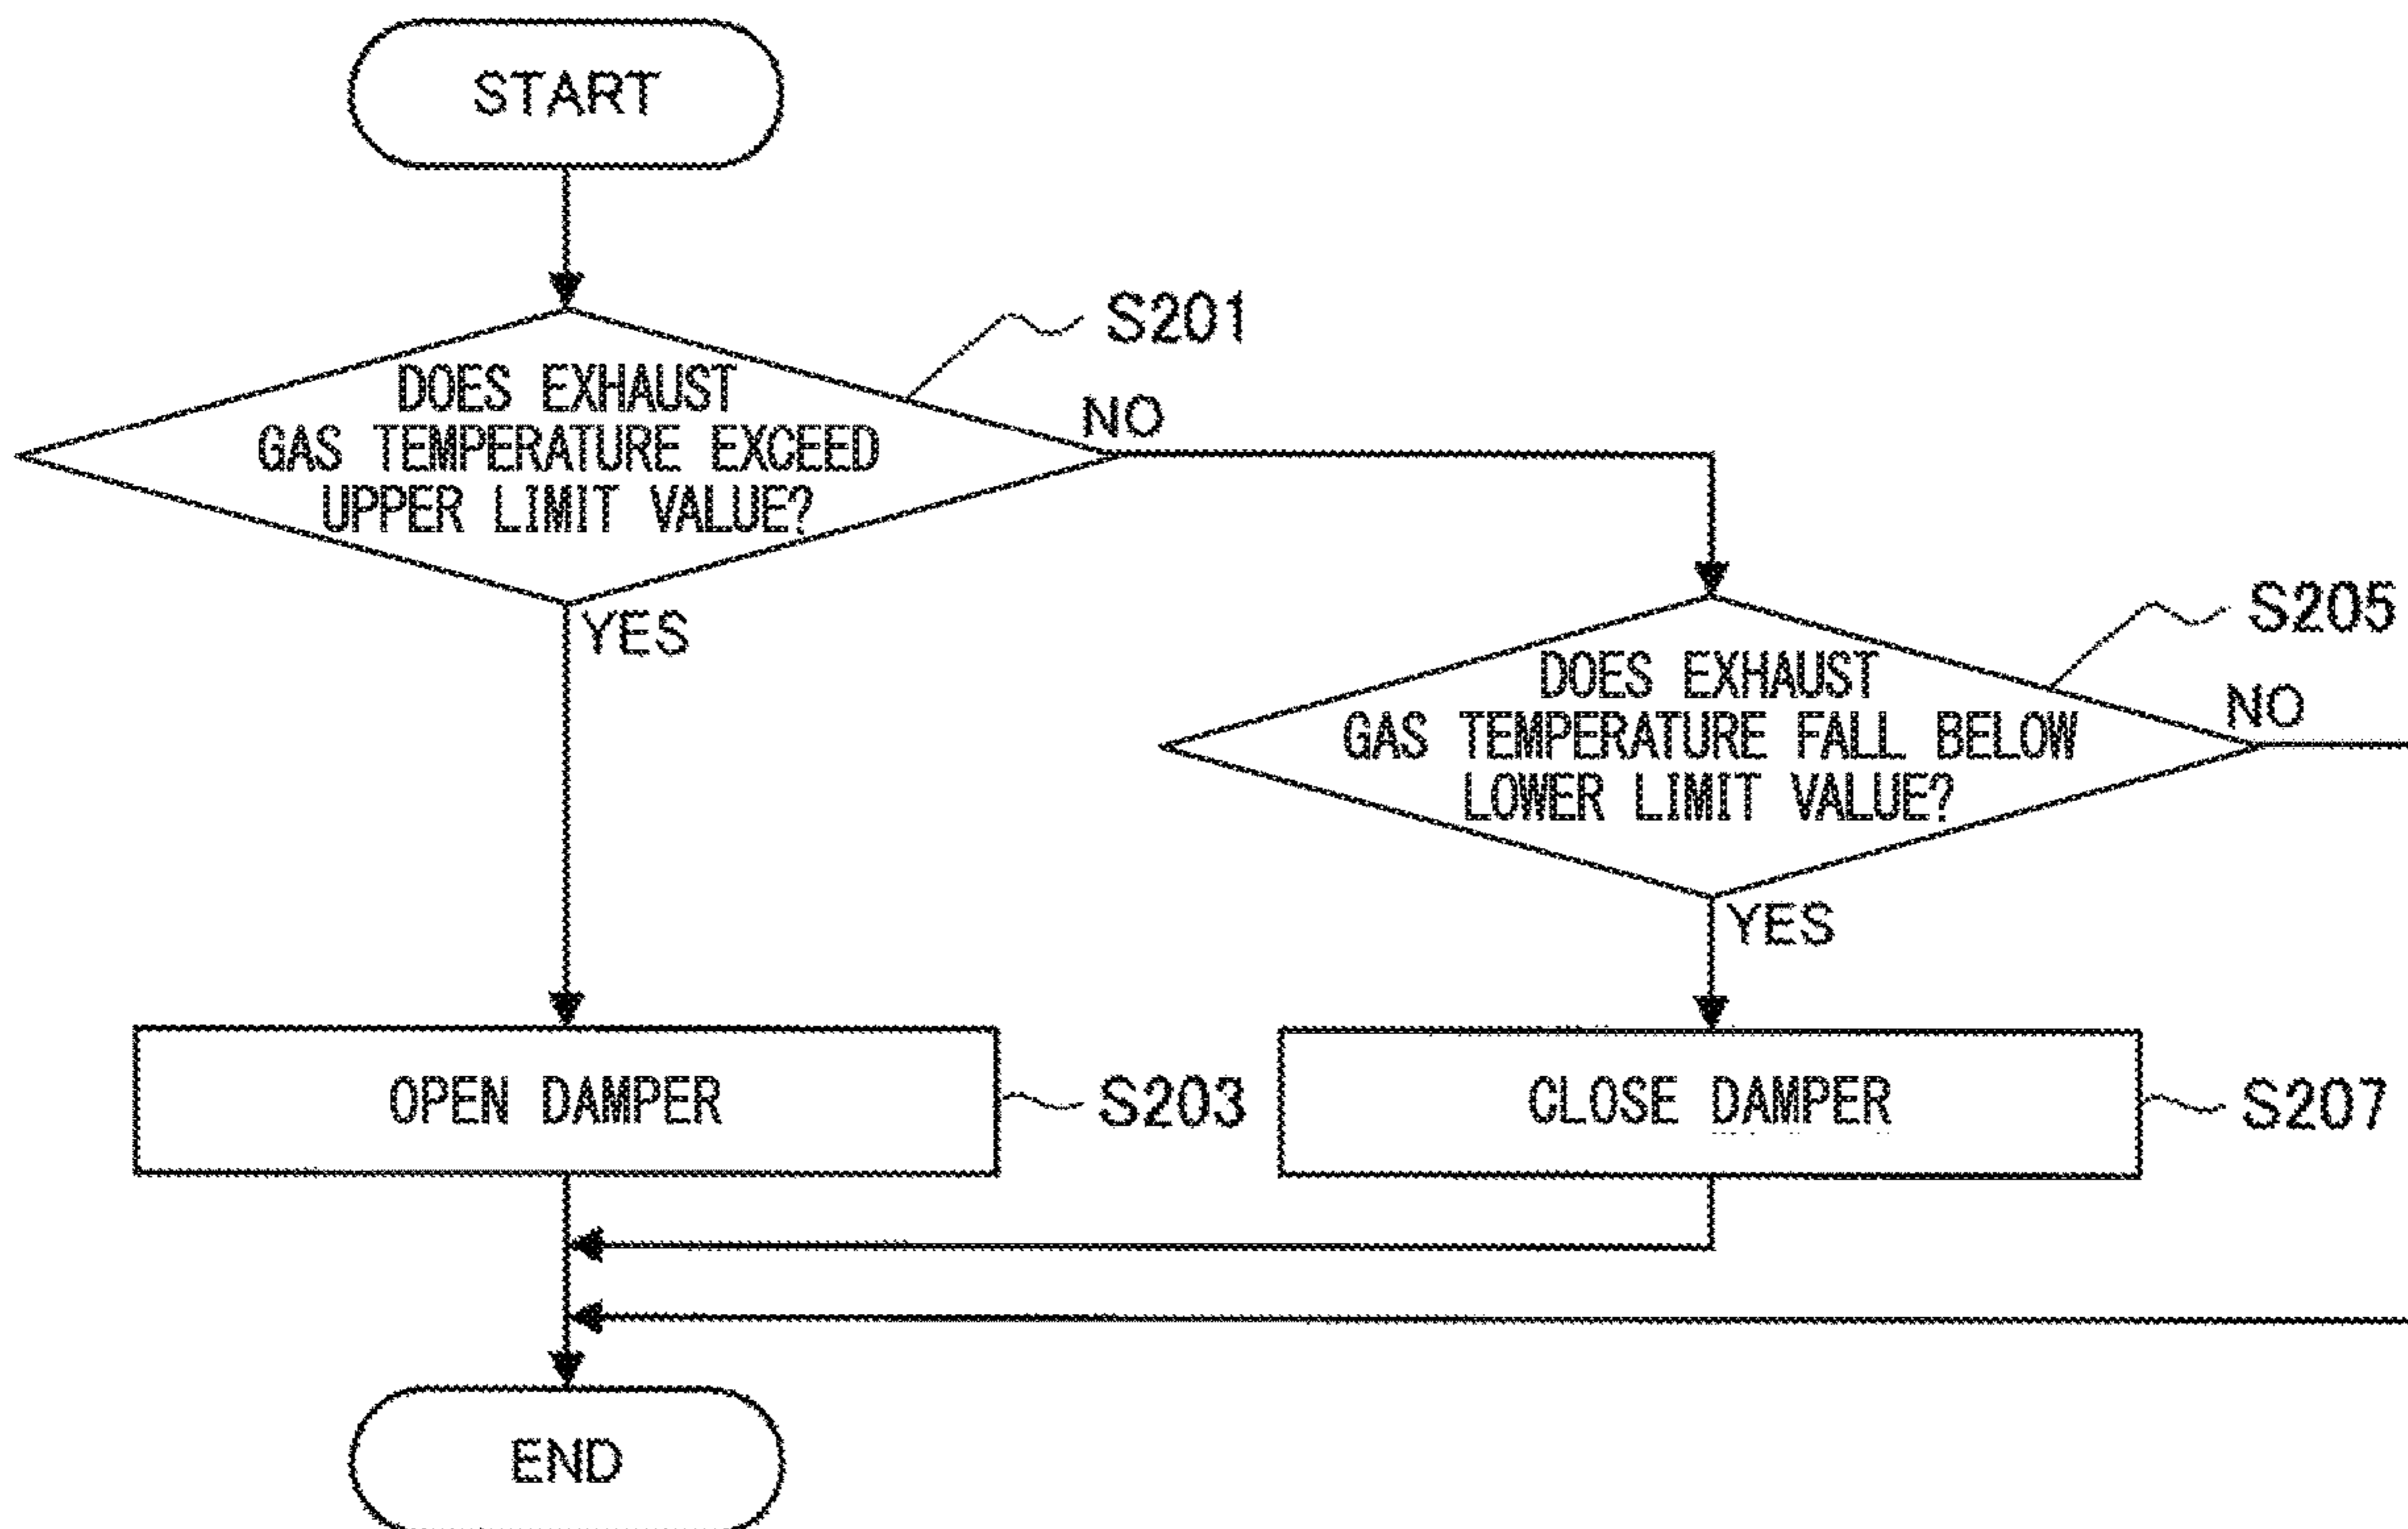 START
S201
DOES EXHAUST
GAS TEMPERATURE EXCEED
UPPER LIMIT VALUE?
NO
YES
S205
DOES EXHAUST
GAS TEMPERATURE FALL BELOW
LOWER LIMIT VALUE?
NO
YES
OPEN DAMPER
S203
CLOSE DAMPER
S207
END